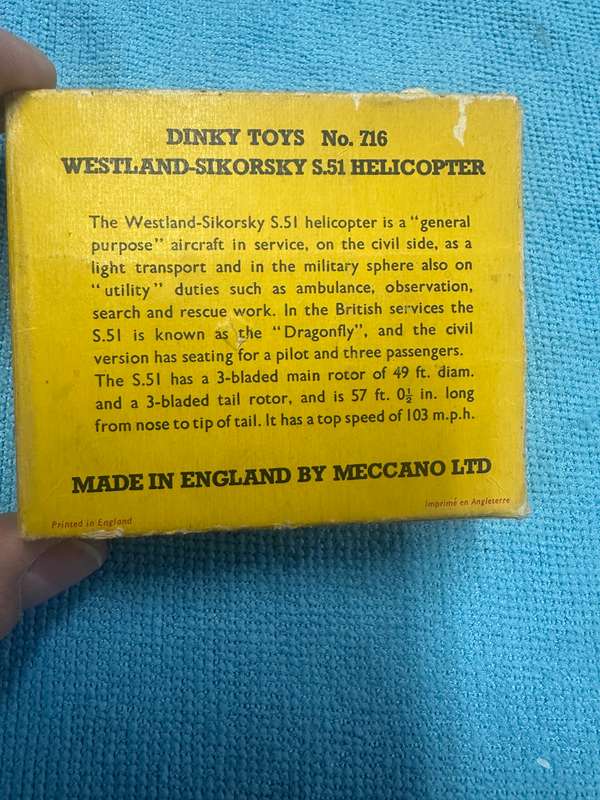 DINKY TOYS No. 716
WESTLAND-SIKORSKY S.51 HELICOPTER
The Westland-Sikorsky S.51 helicopter is a "general
purpose" aircraft in service, on the civil side, as a
light transport and in the military sphere also on
"utility" duties such as ambulance, observation,
search and rescue work. In the British services the
S.51 is known as the "Dragonfly", and the civil
version has seating for a pilot and three passengers.
The S.51 has a 3-bladed main rotor of 49 ft. diam.
and a 3-bladed tail rotor, and is 57 ft. 0½ in. long
from nose to tip of tail. It has a top speed of 103 m.p.h.
MADE IN ENGLAND BY MECCANO LTD
Printed in England
Imprimé en Angleterre